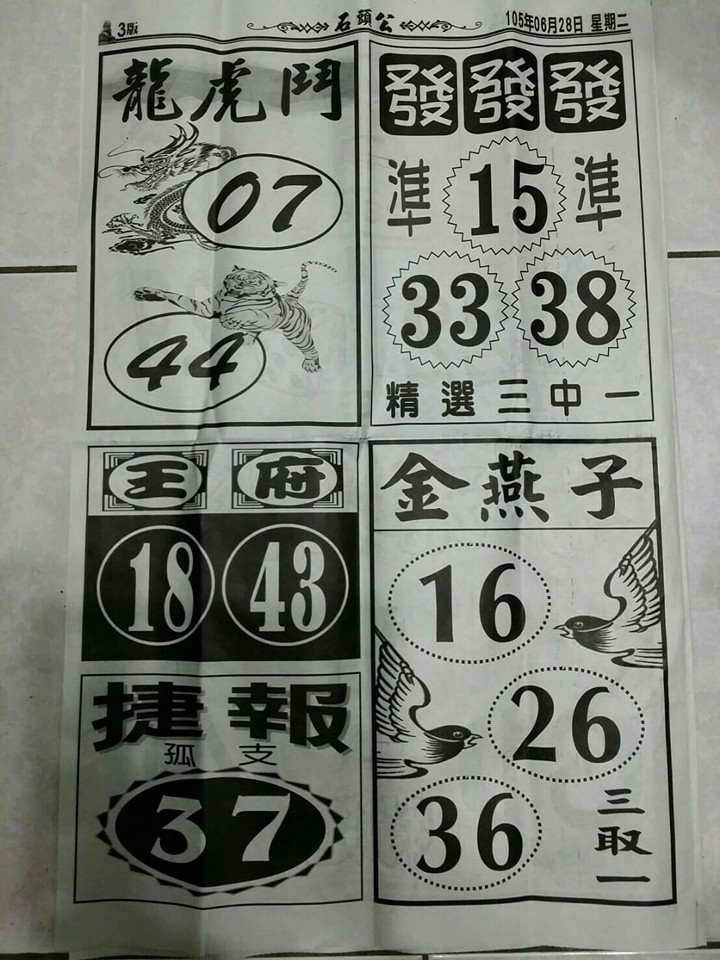 3版
石頭公
105年06月28日 星期二
龍虎鬥
07
44
發發發
準 15 準
33 38
精選三中一
王府
18 43
捷報
孤支
37
金燕子
16
26
36
三取一